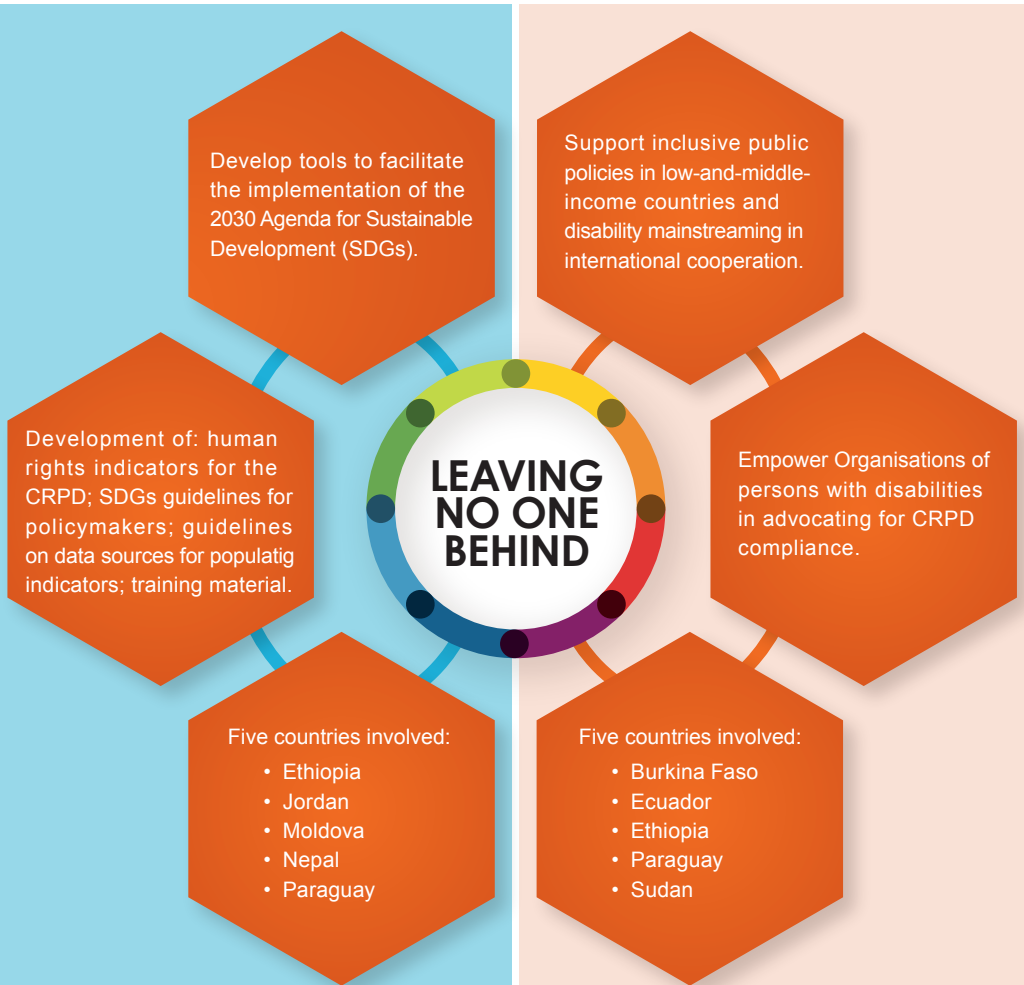 Develop tools to facilitate
the implementation of the
2030 Agenda for Sustainable
Development (SDGs).
Support inclusive public
policies in low-and-middle-
income countries and
disability mainstreaming in
international cooperation.
Development of: human
rights indicators for the
CRPD; SDGs guidelines for
policymakers; guidelines
on data sources for populatig
indicators; training material.
LEAVING
NO ONE
BEHIND
Empower Organisations of
persons with disabilities
in advocating for CRPD
compliance.
Five countries involved:
• Ethiopia
• Jordan
• Moldova
• Nepal
• Paraguay
Five countries involved:
• Burkina Faso
• Ecuador
• Ethiopia
• Paraguay
• Sudan